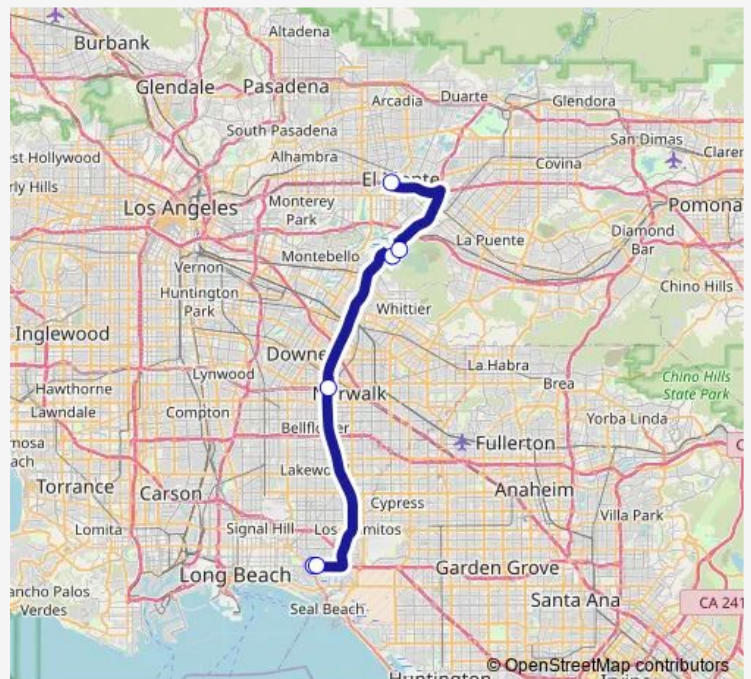 Altadena
Burbank
Glendale
Pasadena
Arcadia
Duarte
Glendora
South Pasadena
San Dimas
Alhambra
Covina
El
Monterey
Park
Los Angeles
Pomona
La Puente
Diamond
Bar
Montebello
Vernon
Chino Hills
Huntington
Park
Whittier
Inglewood
La Habra
Lynwood
Chino Hills
State Park
Brea
Hawthorne
Lawndale
Compton
Yorba Linda
Fullerton
Torrance
Carson
Anaheim
Cypress
Villa Park
Lomita
Signal Hill
Long Beach
Garden Grove
Palos
Verdes
Seal Beach
Santa Ana
CA 241
© OpenStreetMap contributors